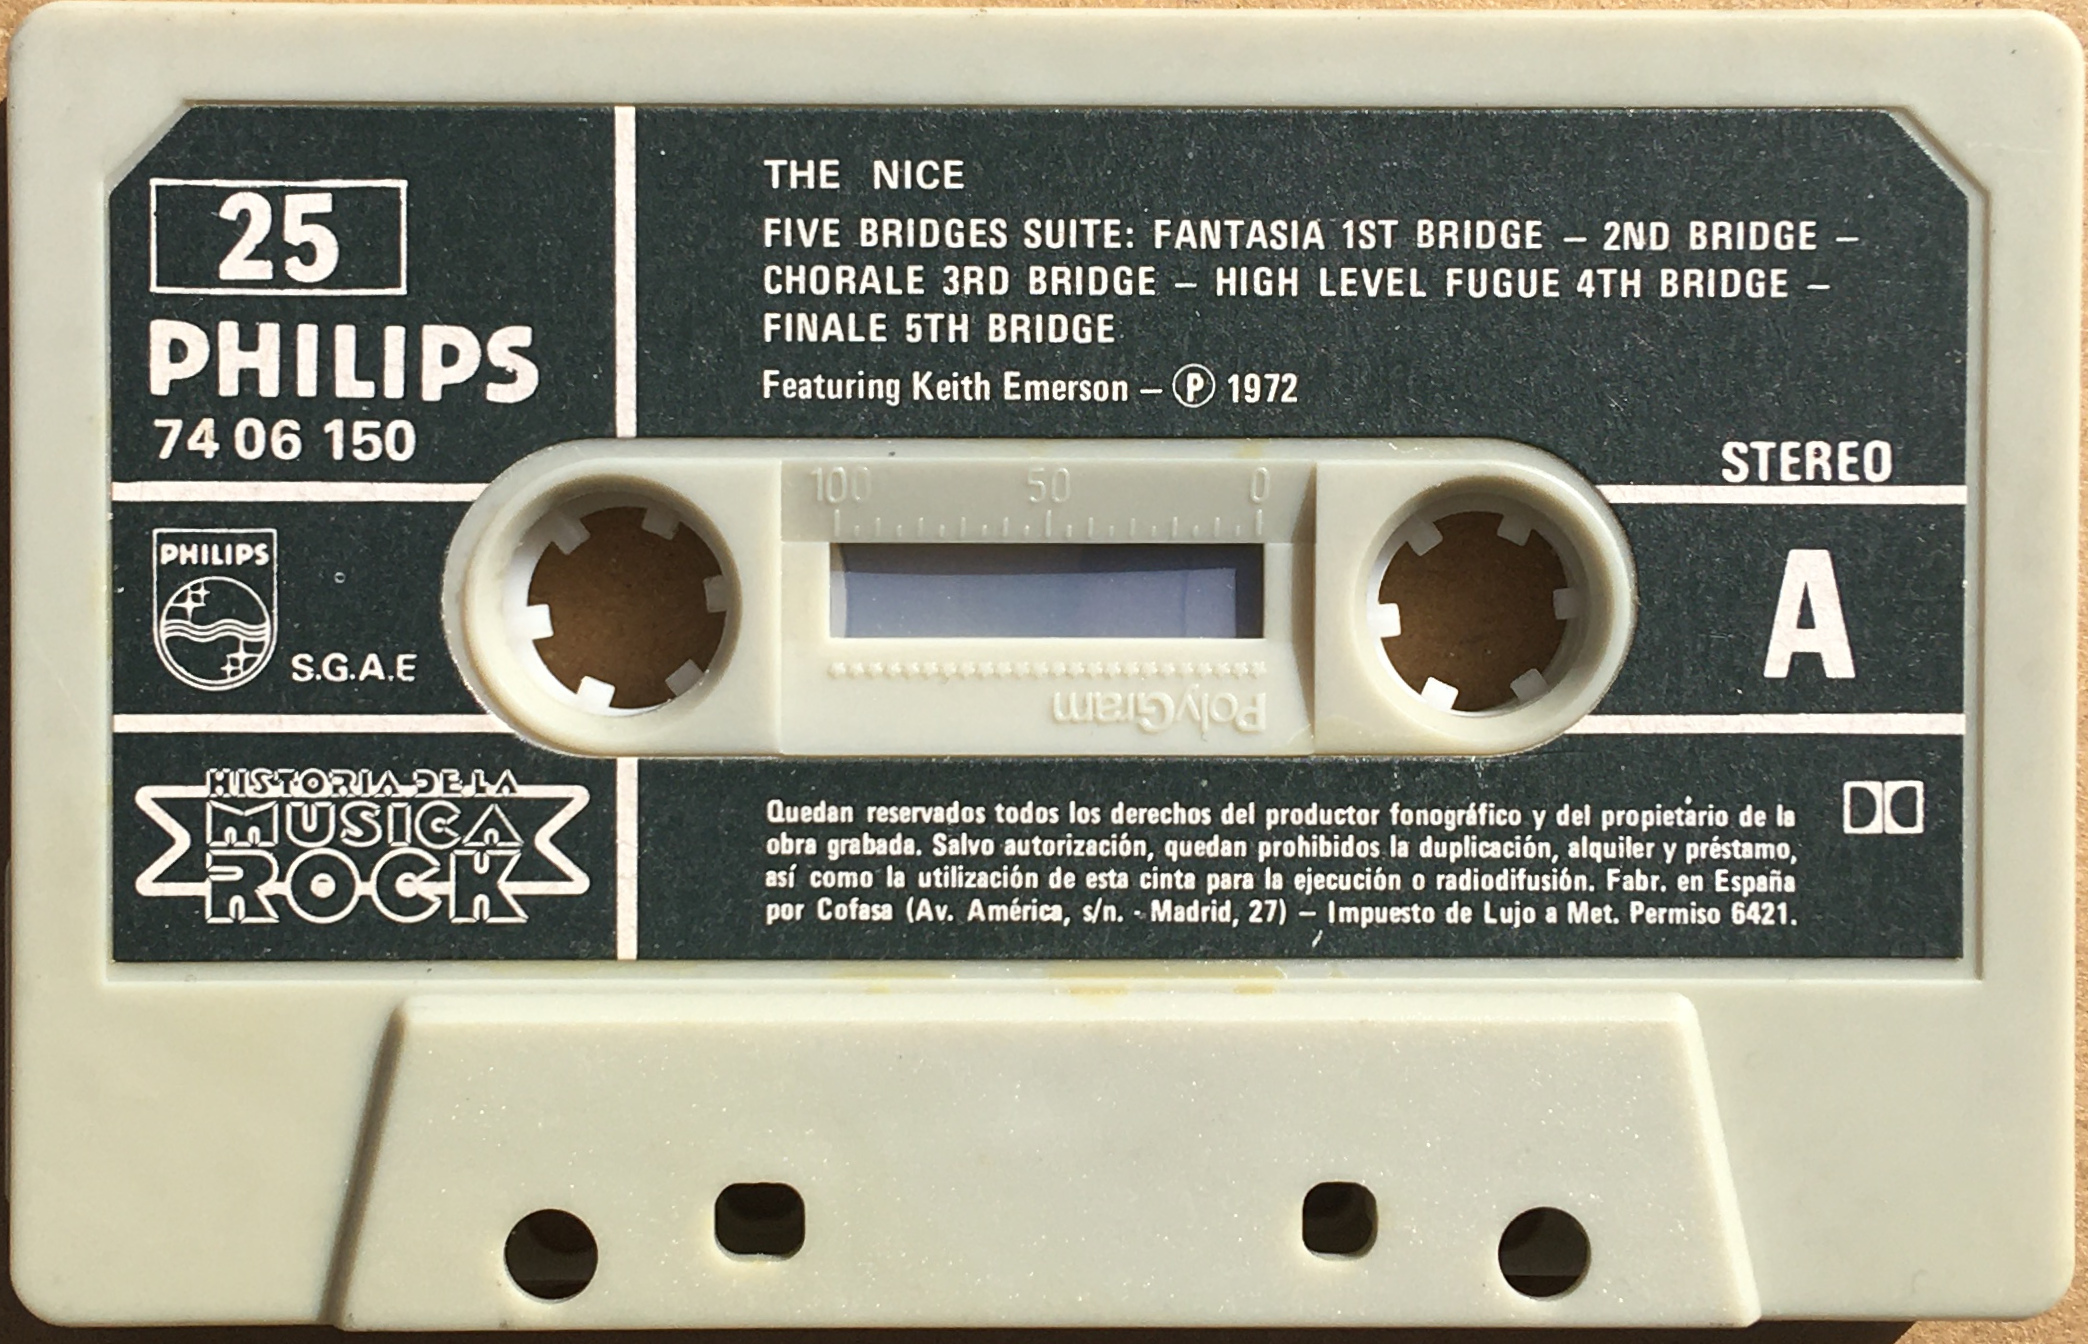 25
PHILIPS
74 06 150
THE NICE
FIVE BRIDGES SUITE: FANTASIA 1ST BRIDGE – 2ND BRIDGE –
CHORALE 3RD BRIDGE – HIGH LEVEL FUGUE 4TH BRIDGE –
FINALE 5TH BRIDGE
Featuring Keith Emerson – Ⓟ 1972
STEREO
100 50 0
PHILIPS
S.G.A.E
A
PolyGram
HISTORIA DE LA
MUSICA
ROCK
Quedan reservados todos los derechos del productor fonográfico y del propietário de la
obra grabada. Salvo autorización, quedan prohibidos la duplicación, alquiler y préstamo,
así como la utilización de esta cinta para la ejecución o radiodifusión. Fabr. en España
por Cofasa (Av. América, s/n. - Madrid, 27) – Impuesto de Lujo a Met. Permiso 6421.